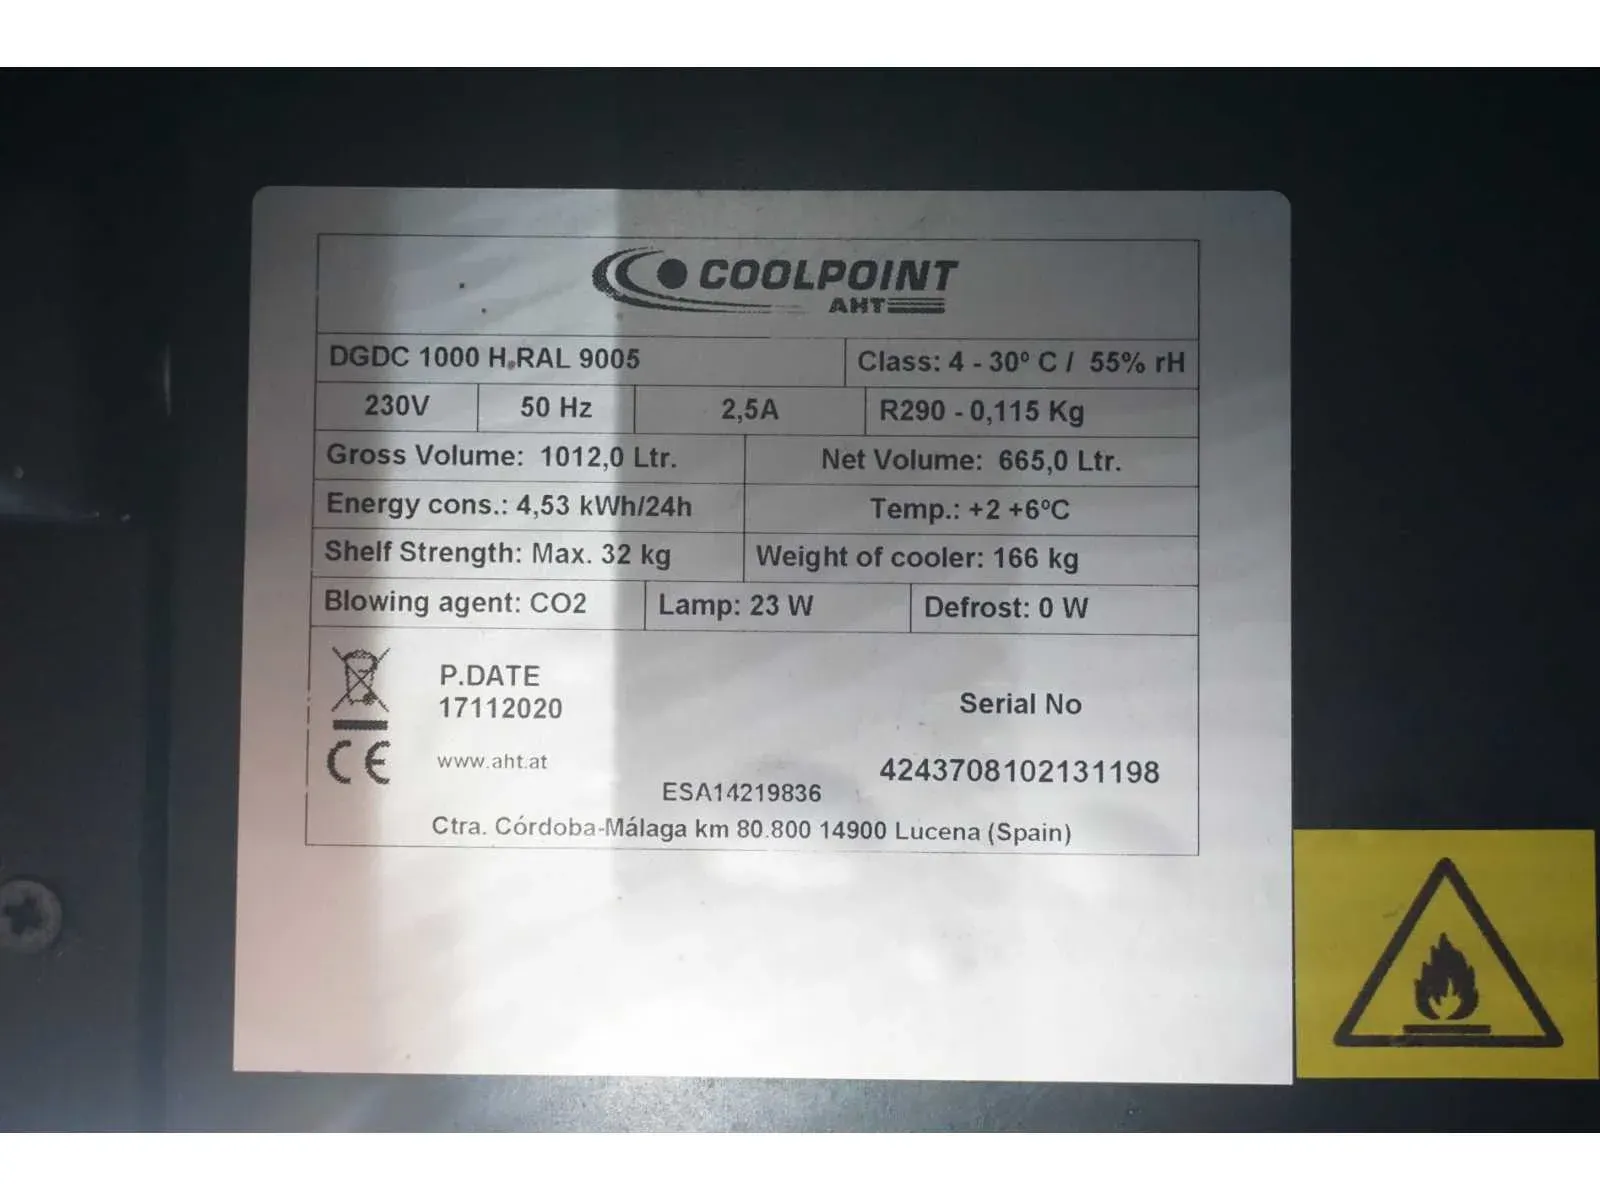 COOLPOINT
AHT
DGDC 1000 H.RAL 9005 Class: 4 - 30º C / 55% rH
230V 50 Hz 2,5A R290 - 0,115 Kg
Gross Volume: 1012,0 Ltr. Net Volume: 665,0 Ltr.
Energy cons.: 4,53 kWh/24h Temp.: +2 +6ºC
Shelf Strength: Max. 32 kg Weight of cooler: 166 kg
Blowing agent: CO2 Lamp: 23 W Defrost: 0 W
P.DATE
17112020
Serial No
CE www.aht.at
4243708102131198
ESA14219836
Ctra. Córdoba-Málaga km 80.800 14900 Lucena (Spain)